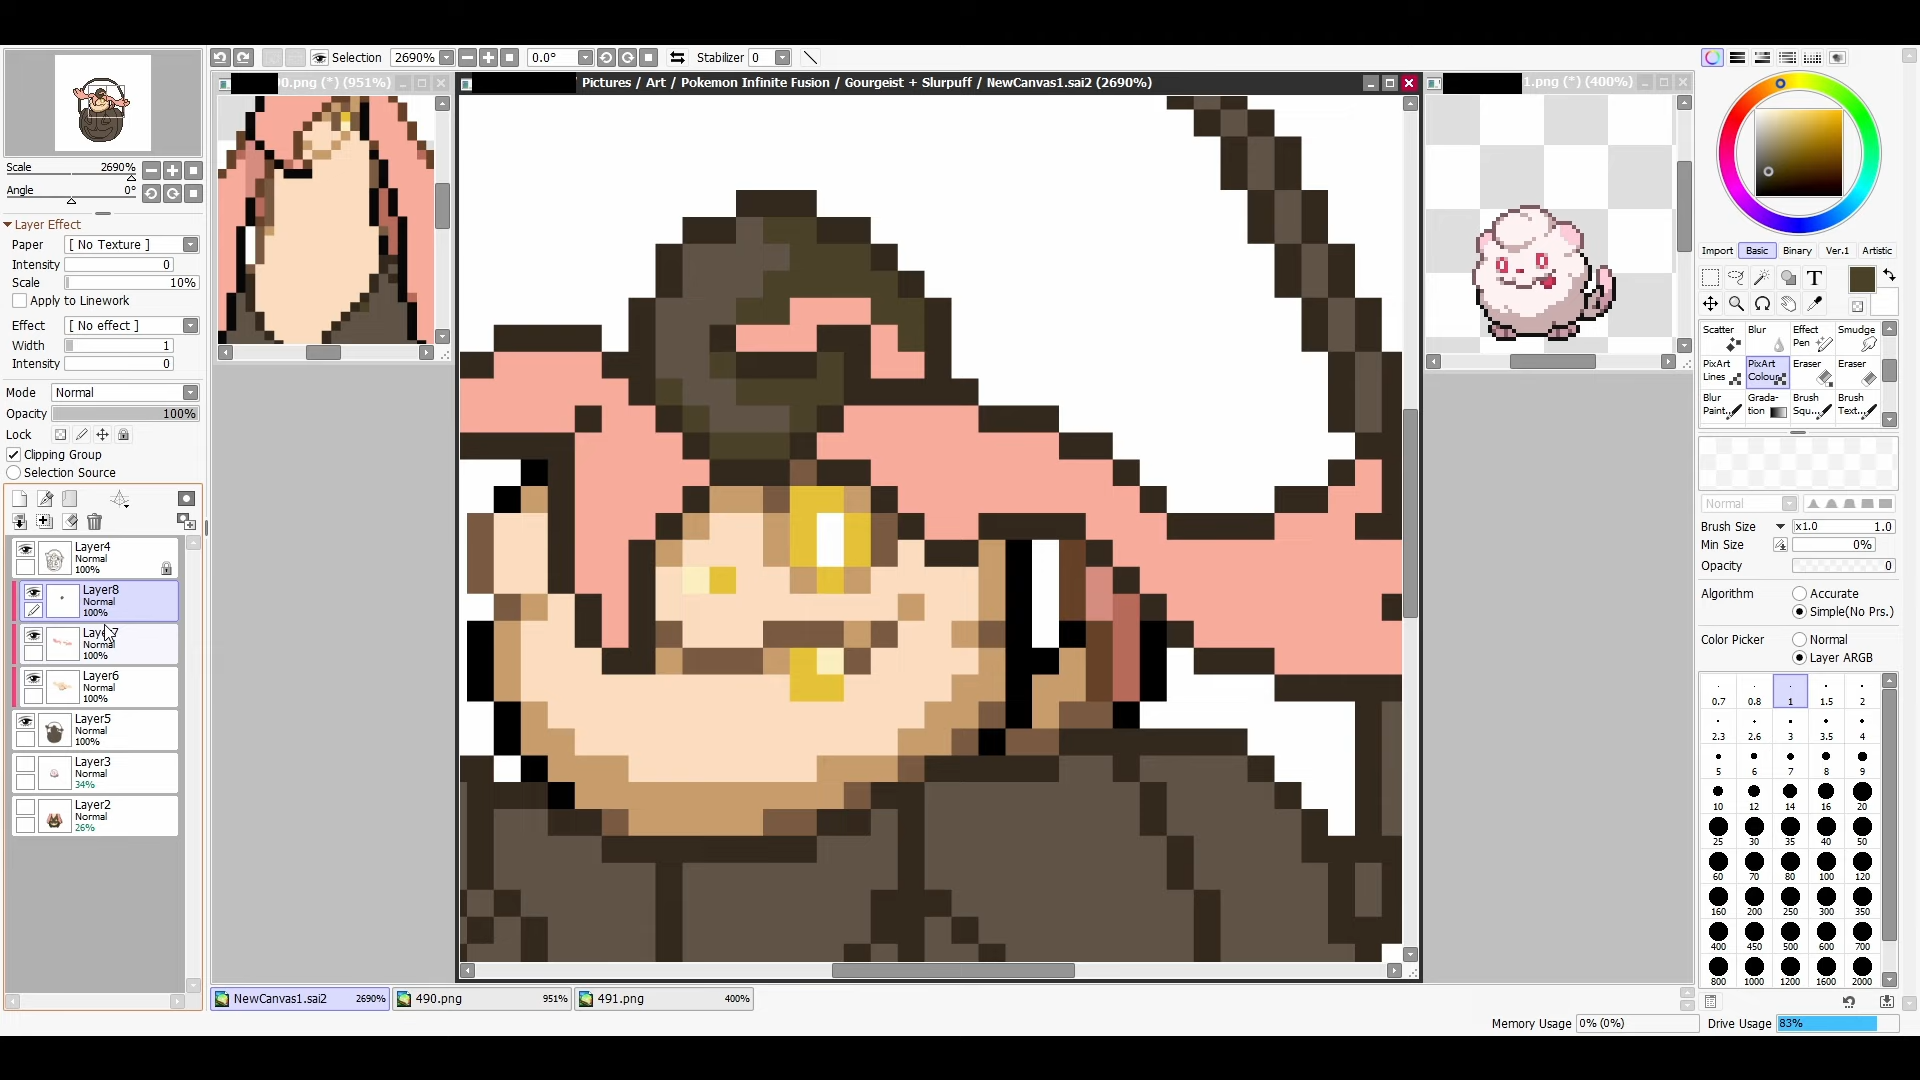 Selection 2690% 0.0° Stabilizer 0
0.png (*) (951%)
Pictures / Art / Pokemon Infinite Fusion / Gourgeist + Slurpuff / NewCanvas1.sai2 (2690%)
1.png (*) (400%)
Scale 2690%
Angle 0°
Layer Effect
Paper [ No Texture ]
Intensity 0
Scale 10%
Apply to Linework
Effect [ No effect ]
Width 1
Intensity 0
Mode Normal
Opacity 100%
Lock
Clipping Group
Selection Source
Layer4
Normal
100%
Layer8
Normal
100%
Layer7
Normal
100%
Layer6
Normal
100%
Layer5
Normal
100%
Layer3
Normal
34%
Layer2
Normal
26%
NewCanvas1.sai2 2690%
490.png 951%
491.png 400%
Import Basic Binary Ver.1 Artistic
T
Scatter Blur Effect Pen Smudge
PixArt Lines PixArt Colour Eraser Eraser
Blur Paint... Grada-tion Brush Squ... Brush Text...
Normal
Brush Size x1.0 1.0
Min Size 0%
Opacity 0
Algorithm Accurate
Simple(No Prs.)
Color Picker Normal
Layer ARGB
0.7 0.8 1 1.5 2
2.3 2.6 3 3.5 4
5 6 7 8 9
10 12 14 16 20
25 30 35 40 50
60 70 80 100 120
160 200 250 300 350
400 450 500 600 700
800 1000 1200 1600 2000
Memory Usage 0% (0%) Drive Usage 83%